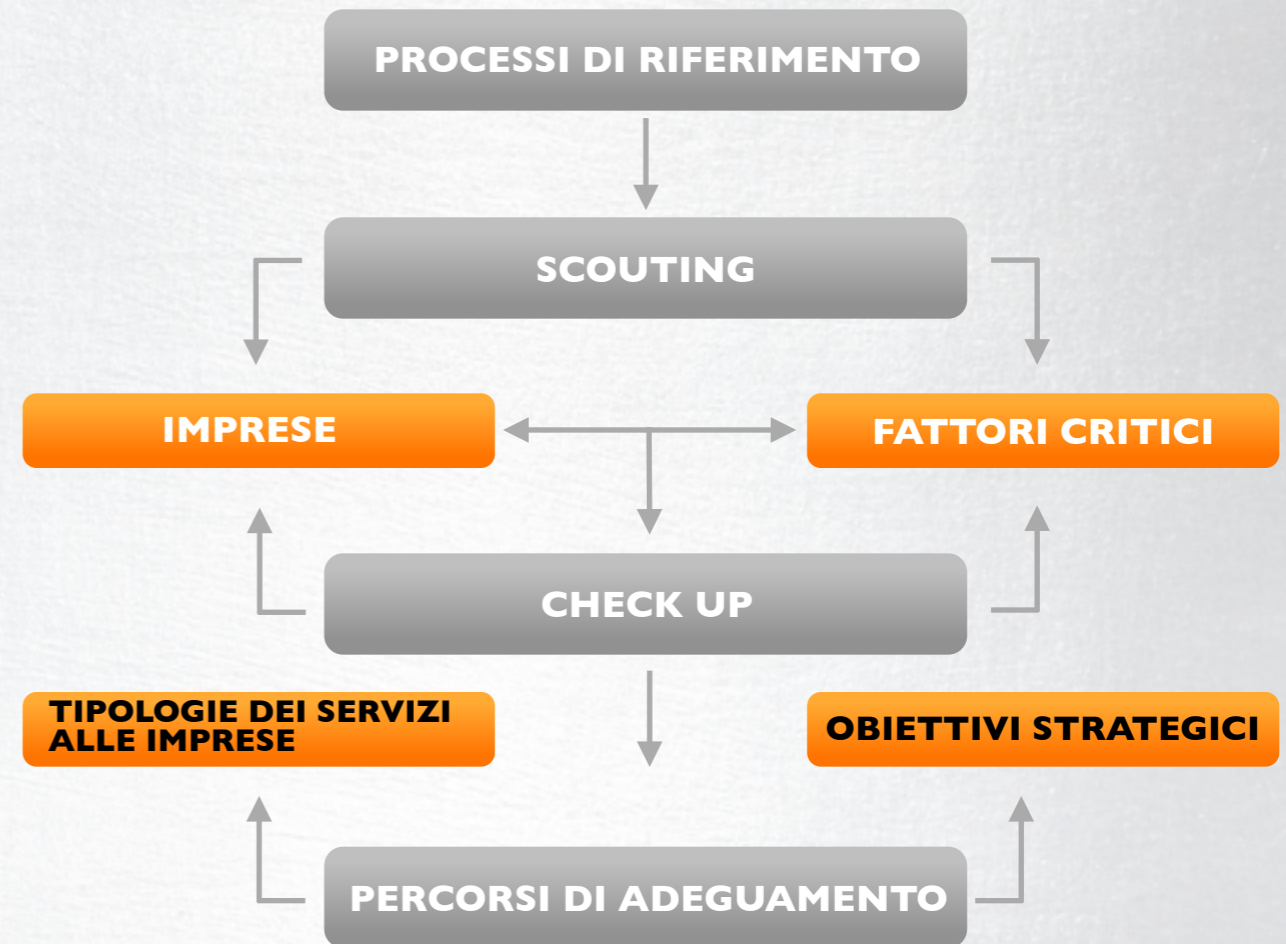 PROCESSI DI RIFERIMENTO
SCOUTING
IMPRESE
FATTORI CRITICI
CHECK UP
TIPOLOGIE DEI SERVIZI
ALLE IMPRESE
OBIETTIVI STRATEGICI
PERCORSI DI ADEGUAMENTO